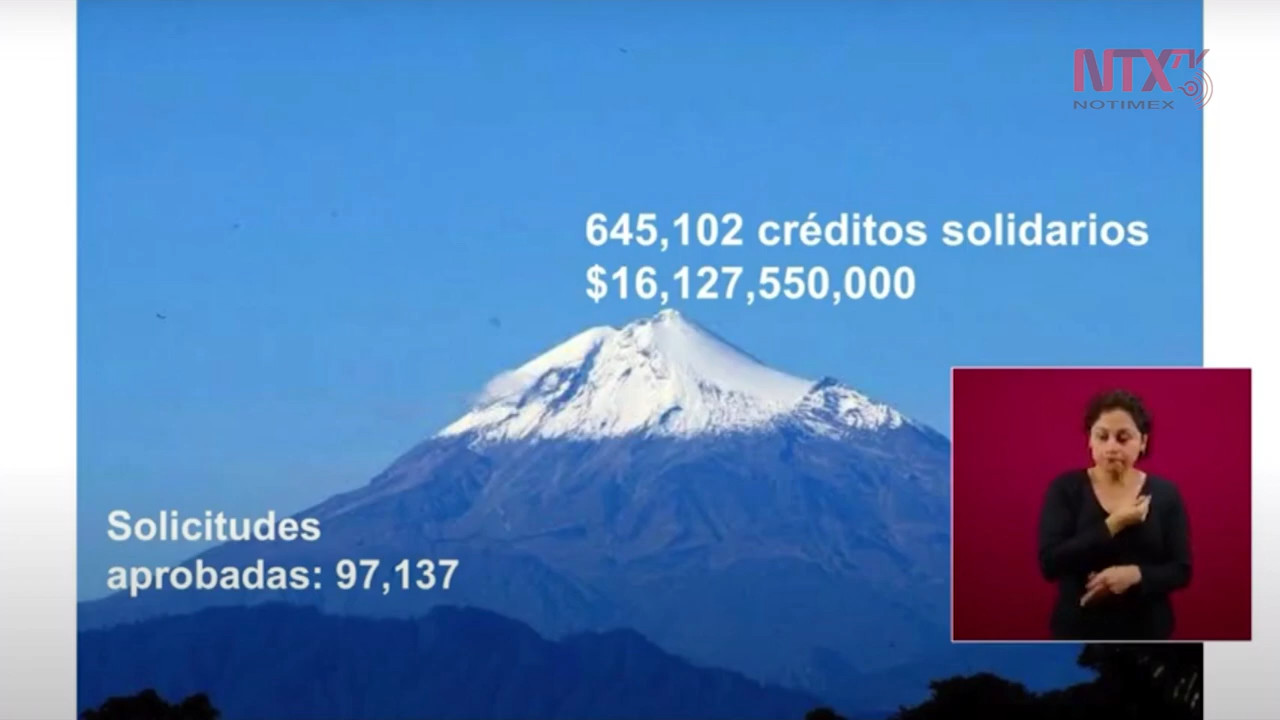 NTX
NOTIMEX
645,102 créditos solidarios
$16,127,550,000
Solicitudes
aprobadas: 97,137